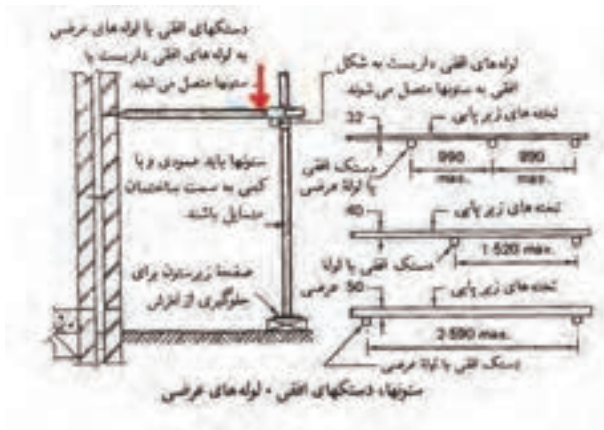 دستکهای افقی یا لوله های عرضی
به لوله های افقی داربست یا
ستونها متصل می شوند
لوله های افقی داربست به شکل
افقی به ستونها متصل می شوند
تخته های زیر پایی
32
990
max.
990
max.
دستک افقی
یا لولهٔ عرضی
ستونها باید عمودی و یا
کمی به سمت ساختمان
متمایل باشند
تخته های زیر پایی
40
1 520 max.
دستک افقی یا لوله
عرضی
صفحهٔ زیرستون برای
جلوگیری از لغزش
تخته های زیر پایی
50
2 590 max.
دستک افقی یا لولهٔ عرضی
ستونها، دستکهای افقی - لوله های عرضی